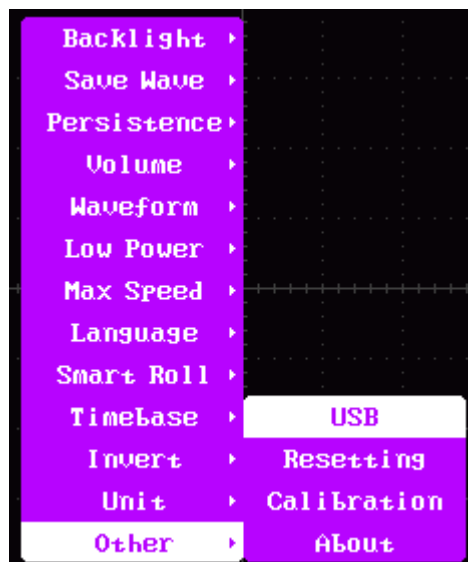 Backlight
Save Wave
Persistence
Volume
Waveform
Low Power
Max Speed
Language
Smart Roll
Timebase
Invert
Unit
Other
USB
Resetting
Calibration
About